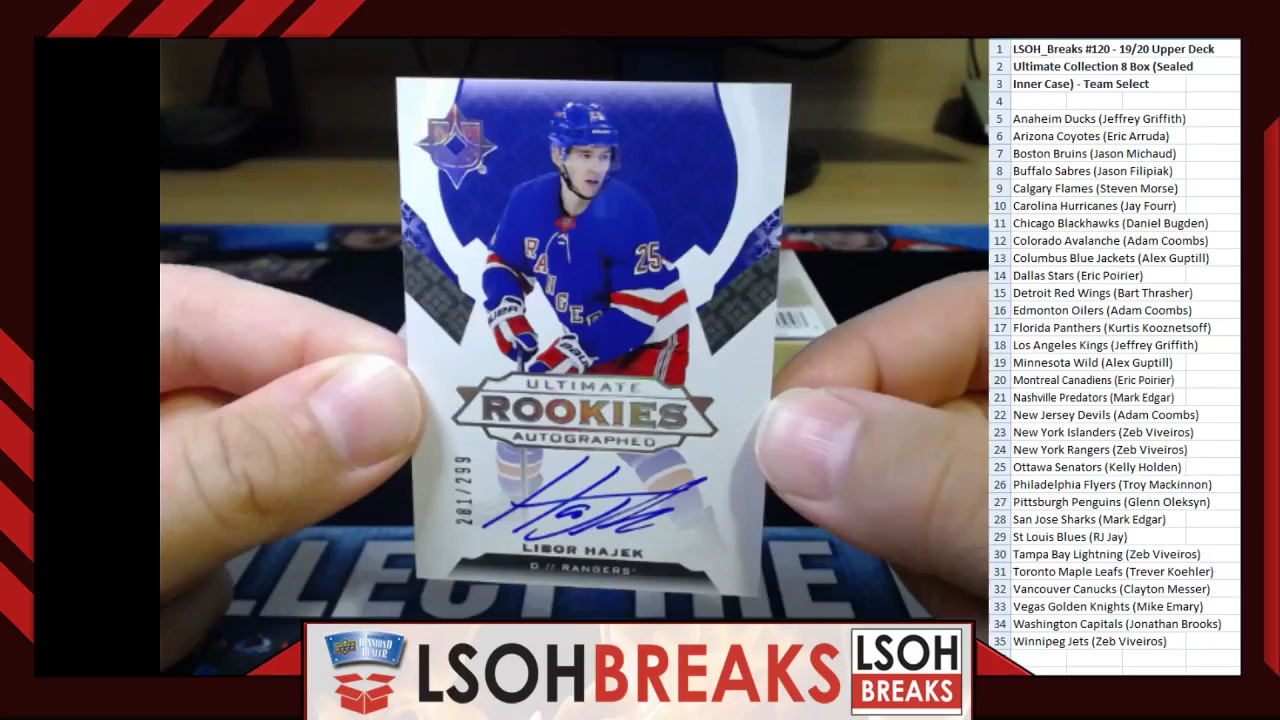 25
RANGE
ULTIMATE
ROOKIES
AUTOGRAPHED
281/299
LIBOR HAJEK
D // RANGERS
LLECT THE
1 LSOH_Breaks #120 - 19/20 Upper Deck
2 Ultimate Collection 8 Box (Sealed
3 Inner Case) - Team Select
4
5 Anaheim Ducks (Jeffrey Griffith)
6 Arizona Coyotes (Eric Arruda)
7 Boston Bruins (Jason Michaud)
8 Buffalo Sabres (Jason Filipiak)
9 Calgary Flames (Steven Morse)
10 Carolina Hurricanes (Jay Fourr)
11 Chicago Blackhawks (Daniel Bugden)
12 Colorado Avalanche (Adam Coombs)
13 Columbus Blue Jackets (Alex Guptill)
14 Dallas Stars (Eric Poirier)
15 Detroit Red Wings (Bart Thrasher)
16 Edmonton Oilers (Adam Coombs)
17 Florida Panthers (Kurtis Kooznetsoff)
18 Los Angeles Kings (Jeffrey Griffith)
19 Minnesota Wild (Alex Guptill)
20 Montreal Canadiens (Eric Poirier)
21 Nashville Predators (Mark Edgar)
22 New Jersey Devils (Adam Coombs)
23 New York Islanders (Zeb Viveiros)
24 New York Rangers (Zeb Viveiros)
25 Ottawa Senators (Kelly Holden)
26 Philadelphia Flyers (Troy Mackinnon)
27 Pittsburgh Penguins (Glenn Oleksyn)
28 San Jose Sharks (Mark Edgar)
29 St Louis Blues (RJ Jay)
30 Tampa Bay Lightning (Zeb Viveiros)
31 Toronto Maple Leafs (Trever Koehler)
32 Vancouver Canucks (Clayton Messer)
33 Vegas Golden Knights (Mike Emary)
34 Washington Capitals (Jonathan Brooks)
35 Winnipeg Jets (Zeb Viveiros)
DIAMOND
DEALER
LSOHBREAKS
LSOH
BREAKS